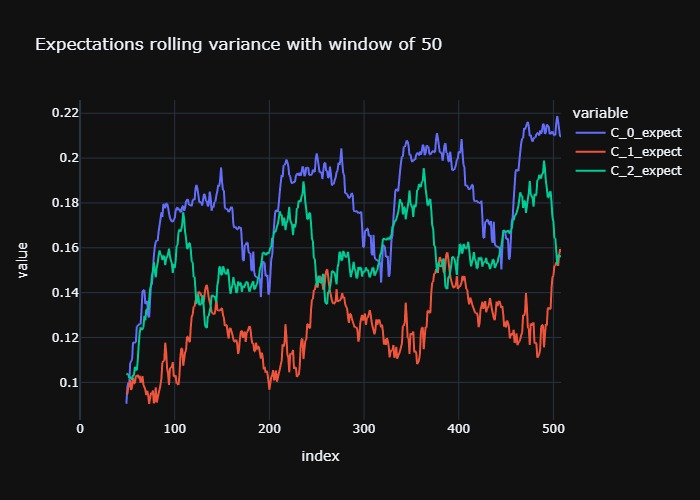 Expectations rolling variance with window of 50
variable
C_0_expect
C_1_expect
C_2_expect
value
0.22
0.2
0.18
0.16
0.14
0.12
0.1
0 100 200 300 400 500
index